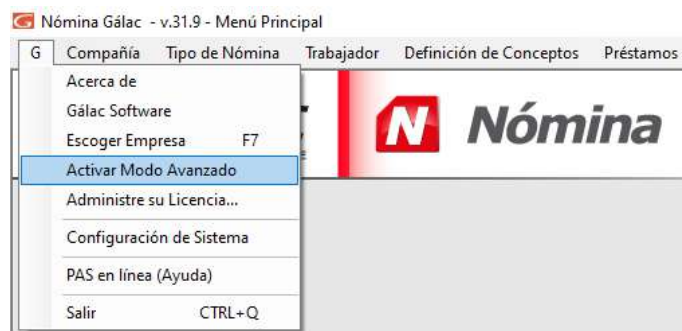 Nómina Gálac - v.31.9 - Menú Principal
G Compañía Tipo de Nómina Trabajador Definición de Conceptos Préstamos
Acerca de
Gálac Software
Escoger Empresa F7
Activar Modo Avanzado
Administre su Licencia...
Configuración de Sistema
PAS en línea (Ayuda)
Salir CTRL+Q
N Nómina